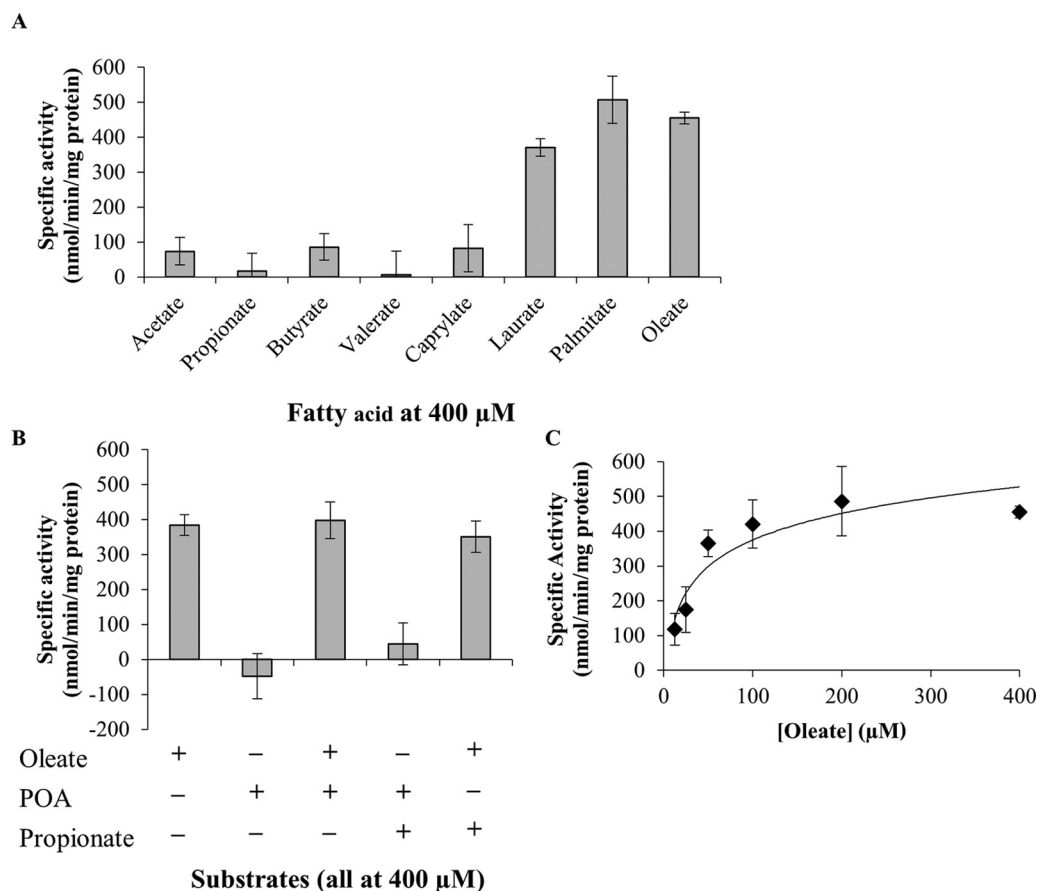 A
Specific activity
(nmol/min/mg protein)
600
500
400
300
200
100
0
Acetate
Propionate
Butyrate
Valerate
Caprylate
Laurate
Palmitate
Oleate
Fatty acid at 400 µM
B
Specific activity
(nmol/min/mg protein)
600
500
400
300
200
100
0
-100
-200
Oleate + – + – +
POA – + + + –
Propionate – – – + +
Substrates (all at 400 µM)
C
Specific Activity
(nmol/min/mg protein)
600
500
400
300
200
100
0
0 100 200 300 400
[Oleate] (µM)